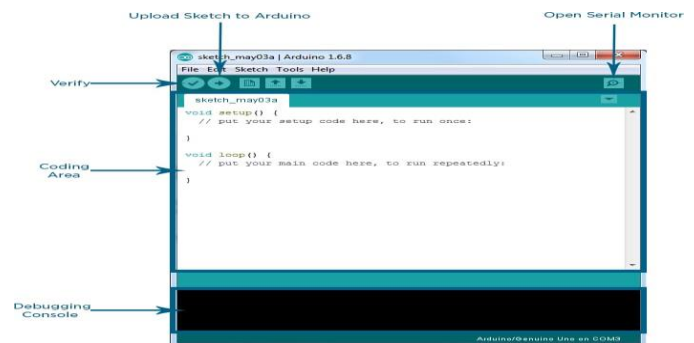 Upload Sketch to Arduino
Open Serial Monitor
sketch_may03a | Arduino 1.6.8
File Edit Sketch Tools Help
Verify
sketch_may03a
void setup() {
// put your setup code here, to run once:
}
void loop() {
// put your main code here, to run repeatedly:
}
Coding
Area
Debugging
Console
Arduino/Genuino Uno on COM3